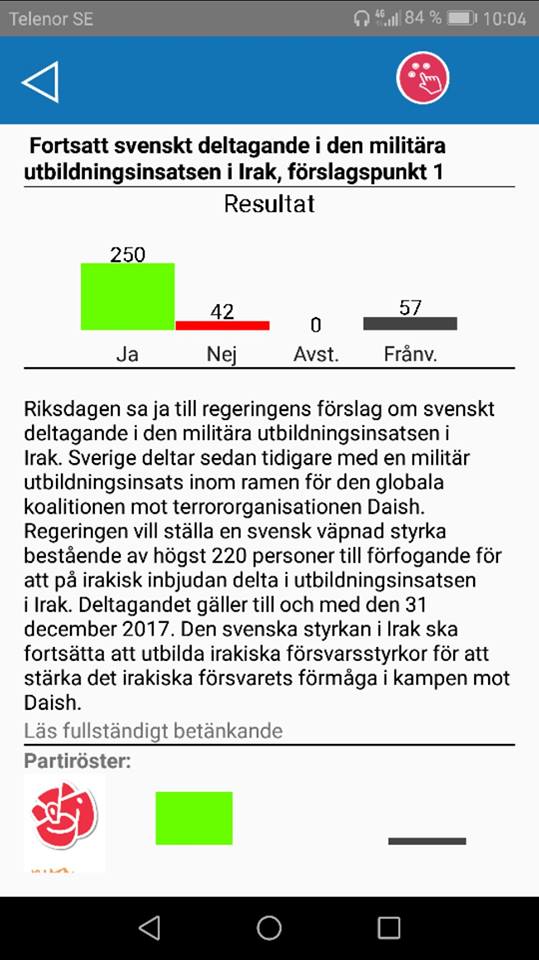 Telenor SE 4G 84 % 10:04
Fortsatt svenskt deltagande i den militära
utbildningsinsatsen i Irak, förslagspunkt 1
Resultat
250 42 0 57
Ja Nej Avst. Frånv.
Riksdagen sa ja till regeringens förslag om svenskt
deltagande i den militära utbildningsinsatsen i
Irak. Sverige deltar sedan tidigare med en militär
utbildningsinsats inom ramen för den globala
koalitionen mot terrororganisationen Daish.
Regeringen vill ställa en svensk väpnad styrka
bestående av högst 220 personer till förfogande för
att på irakisk inbjudan delta i utbildningsinsatsen
i Irak. Deltagandet gäller till och med den 31
december 2017. Den svenska styrkan i Irak ska
fortsätta att utbilda irakiska försvarsstyrkor för att
stärka det irakiska försvarets förmåga i kampen mot
Daish.
Läs fullständigt betänkande
Partiröster: